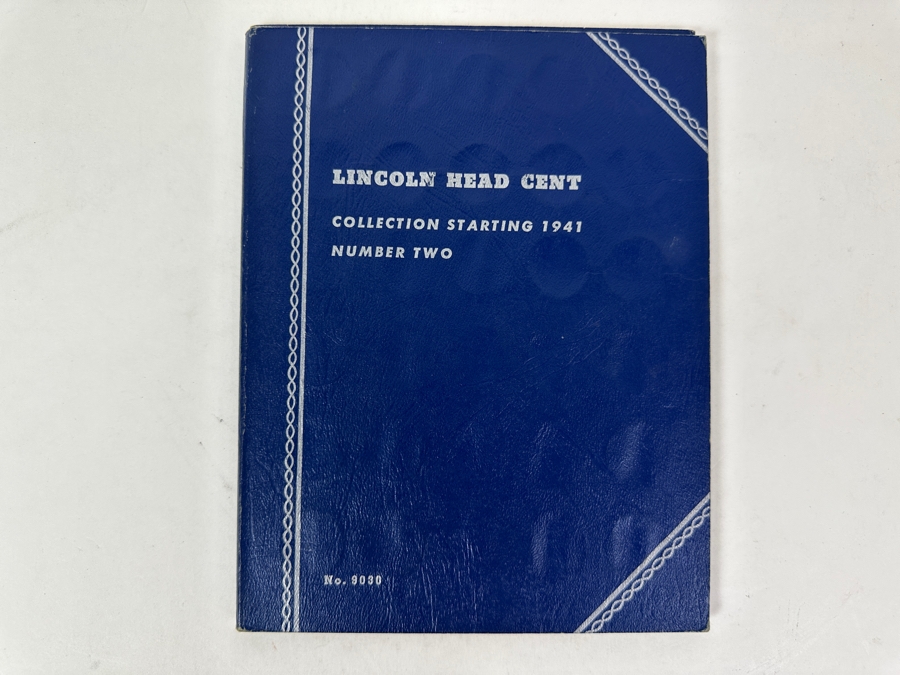 LINCOLN HEAD CENT
COLLECTION STARTING 1941
NUMBER TWO
No. 9030